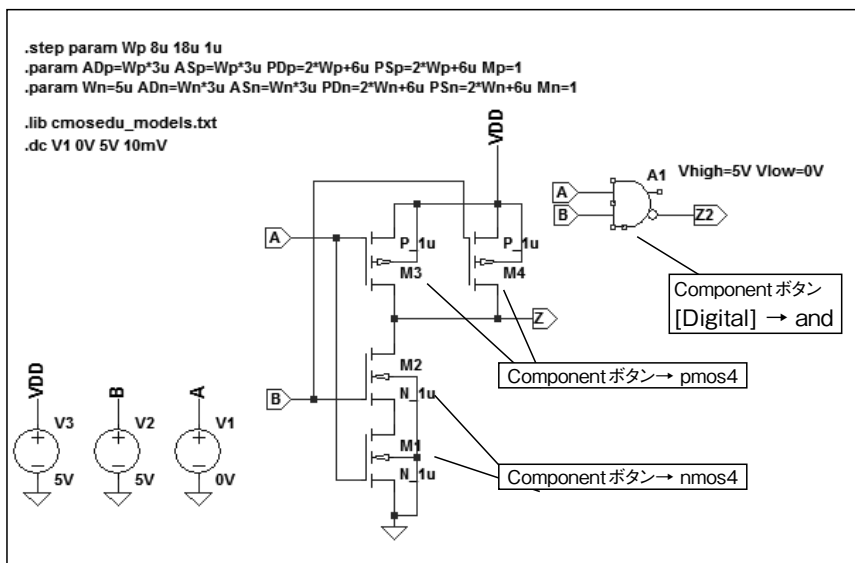 .step param Wp 8u 18u 1u
.param ADp=Wp*3u ASp=Wp*3u PDp=2*Wp+6u PSp=2*Wp+6u Mp=1
.param Wn=5u ADn=Wn*3u ASn=Wn*3u PDn=2*Wn+6u PSn=2*Wn+6u Mn=1
.lib cmosedu_models.txt
.dc V1 0V 5V 10mV
VDD
A1
Vhigh=5V Vlow=0V
A
B
Z2
A
P_1u
M3
P_1u
M4
Componentボタン
[Digital] → and
Z
M2
N_1u
Componentボタン→ pmos4
B
M1
N_1u
Componentボタン→ nmos4
VDD
V3
5V
B
V2
5V
A
V1
0V